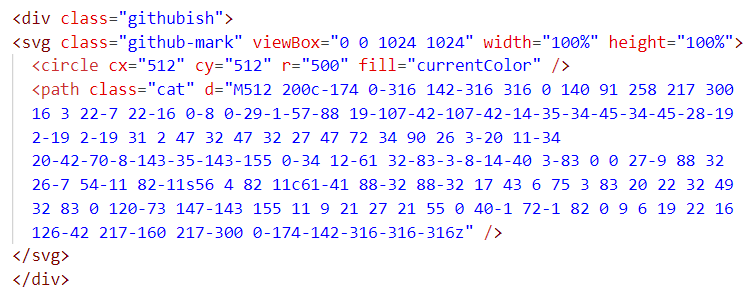 <div class="githubish">
<svg class="github-mark" viewBox="0 0 1024 1024" width="100%" height="100%">
<circle cx="512" cy="512" r="500" fill="currentColor" />
<path class="cat" d="M512 200c-174 0-316 142-316 316 0 140 91 258 217 300
16 3 22-7 22-16 0-8 0-29-1-57-88 19-107-42-107-42-14-35-34-45-34-45-28-19
2-19 2-19 31 2 47 32 47 32 27 47 72 34 90 26 3-20 11-34
20-42-70-8-143-35-143-155 0-34 12-61 32-83-3-8-14-40 3-83 0 0 27-9 88 32
26-7 54-11 82-11s56 4 82 11c61-41 88-32 88-32 17 43 6 75 3 83 20 22 32 49
32 83 0 120-73 147-143 155 11 9 21 27 21 55 0 40-1 72-1 82 0 9 6 19 22 16
126-42 217-160 217-300 0-174-142-316-316-316z" />
</svg>
</div>